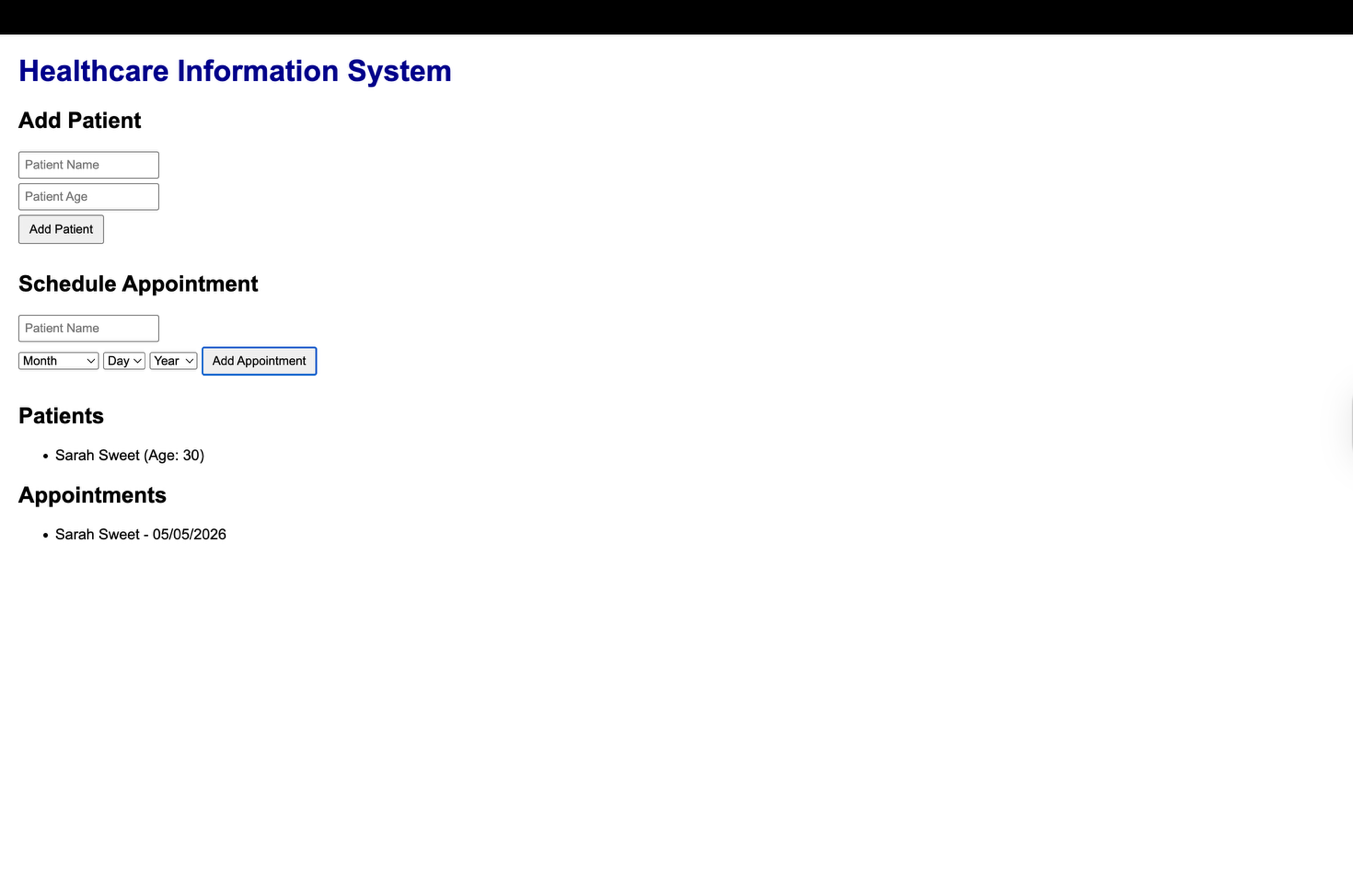 Healthcare Information System
Add Patient
Patient Name
Patient Age
Add Patient
Schedule Appointment
Patient Name
Month Day Year Add Appointment
Patients
• Sarah Sweet (Age: 30)
Appointments
• Sarah Sweet - 05/05/2026